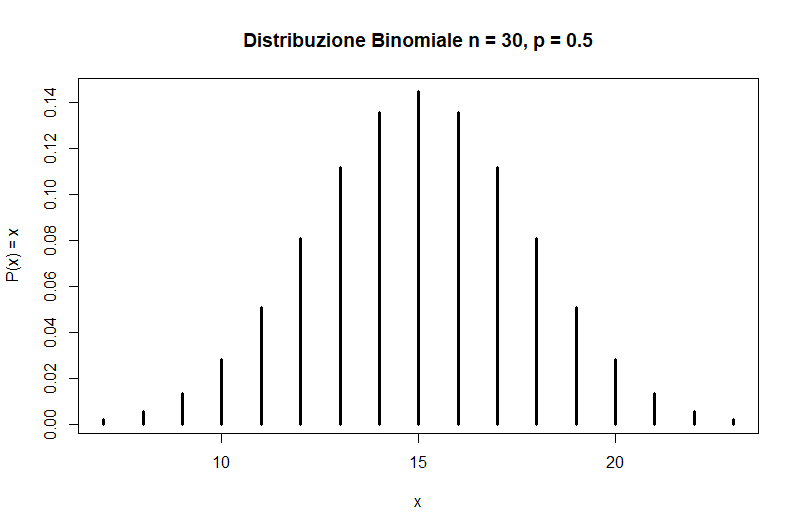 Distribuzione Binomiale n = 30, p = 0.5
P(x) = x
0.14
0.12
0.10
0.08
0.06
0.04
0.02
0.00
10 15 20
x